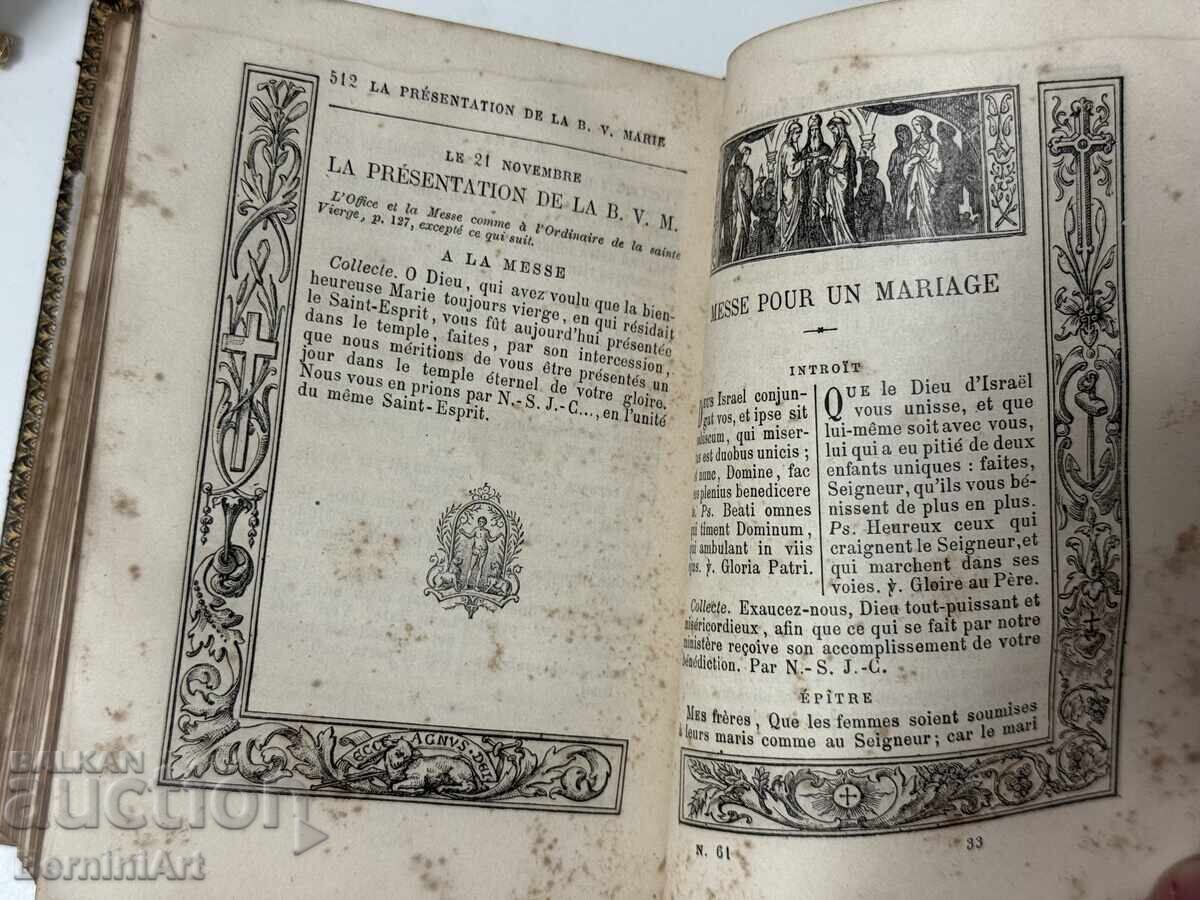 512 LA PRÉSENTATION DE LA B. V. MARIE
LE 21 NOVEMBRE
LA PRÉSENTATION DE LA B. V. M.
L'Office et la Messe comme à l'Ordinaire de la sainte
Vierge, p. 127, excepté ce qui suit.
A LA MESSE
Collecte. O Dieu, qui avez voulu que la bien-
heureuse Marie toujours vierge, en qui résidait
le Saint-Esprit, vous fût aujourd'hui présentée
dans le temple, faites, par son intercession,
que nous méritions de vous être présentés un
jour dans le temple éternel de votre gloire.
Nous vous en prions par N.-S. J.-C..., en l'unité
du même Saint-Esprit.
ECCE AGNVS DEI
MESSE POUR UN MARIAGE
INTROÏT
Israel conjun-
gat vos, et ipse sit
qui miser-
est duobus unicis ;
nunc, Domine, fac
plenius benedicere
Ps. Beati omnes
timent Dominum,
ambulant in viis
℣. Gloria Patri.
QUE le Dieu d'Israël
vous unisse, et que
lui-même soit avec vous,
lui qui a eu pitié de deux
enfants uniques : faites,
Seigneur, qu'ils vous bé-
nissent de plus en plus.
Ps. Heureux ceux qui
craignent le Seigneur, et
qui marchent dans ses
voies. ℣. Gloire au Père.
Collecte. Exaucez-nous, Dieu tout-puissant et
miséricordieux, afin que ce qui se fait par notre
ministère reçoive son accomplissement de votre
bénédiction. Par N.-S. J.-C.
ÉPÎTRE
MES frères, Que les femmes soient soumises
à leurs maris comme au Seigneur; car le mari
N. 61 33
BALKAN
auction
BerniniArt